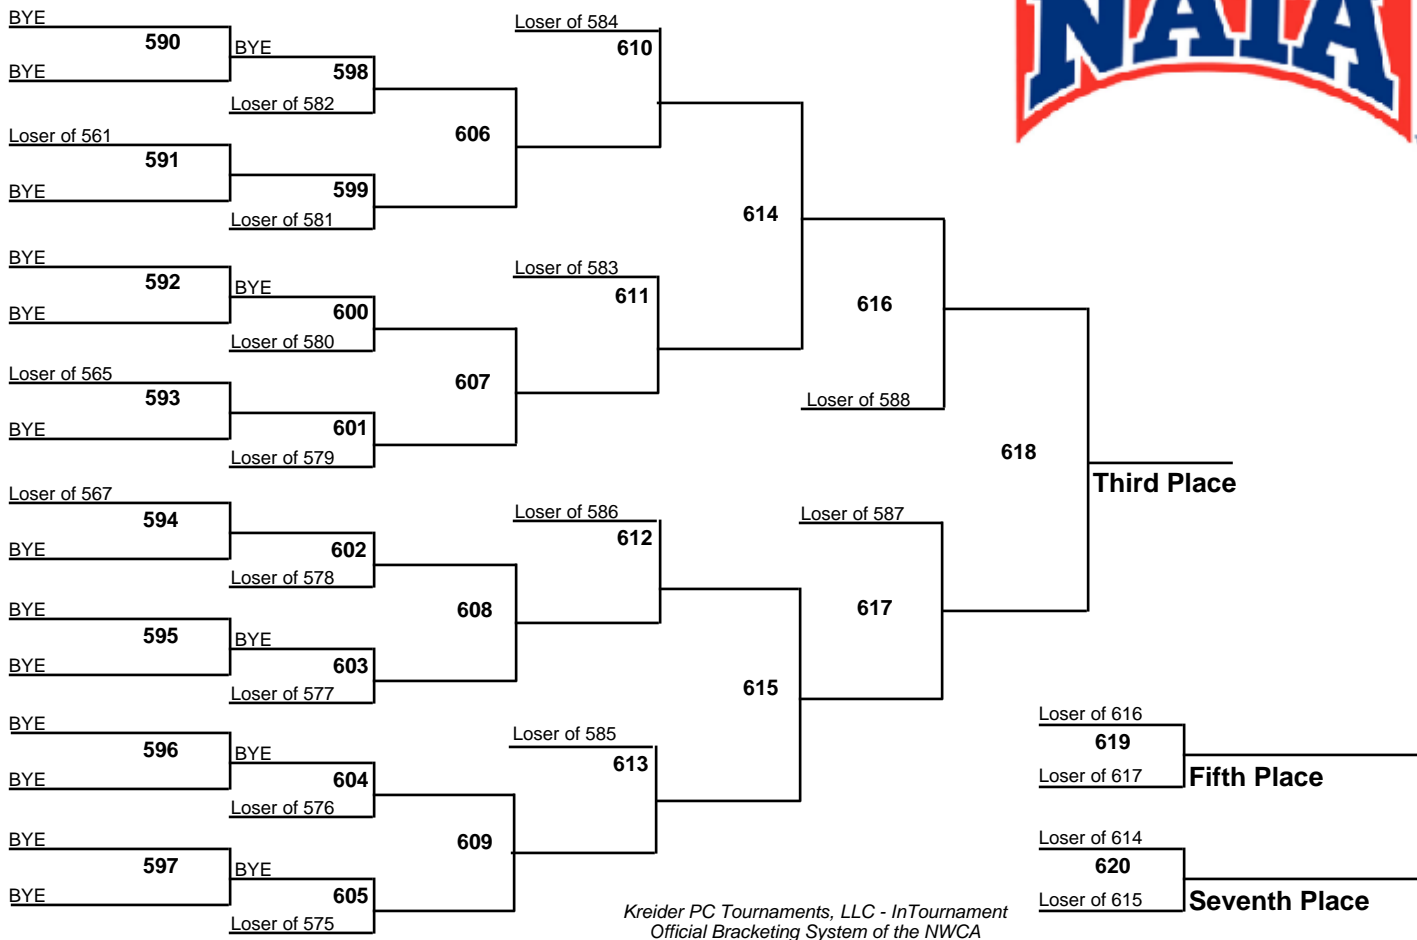 NAIA
BYE
590
BYE
BYE
598
Loser of 582
Loser of 561
591
BYE
599
Loser of 581
606
Loser of 584
610
BYE
592
BYE
BYE
600
Loser of 580
Loser of 565
593
BYE
601
Loser of 579
607
Loser of 583
611
614
616
Loser of 588
618
Third Place
Loser of 567
594
BYE
602
Loser of 578
BYE
595
BYE
BYE
603
Loser of 577
608
Loser of 586
612
Loser of 587
617
615
BYE
596
BYE
BYE
604
Loser of 576
BYE
597
BYE
BYE
605
Loser of 575
609
Loser of 585
613
Loser of 616
619
Loser of 617
Fifth Place
Loser of 614
620
Loser of 615
Seventh Place
Kreider PC Tournaments, LLC - InTournament
Official Bracketing System of the NWCA